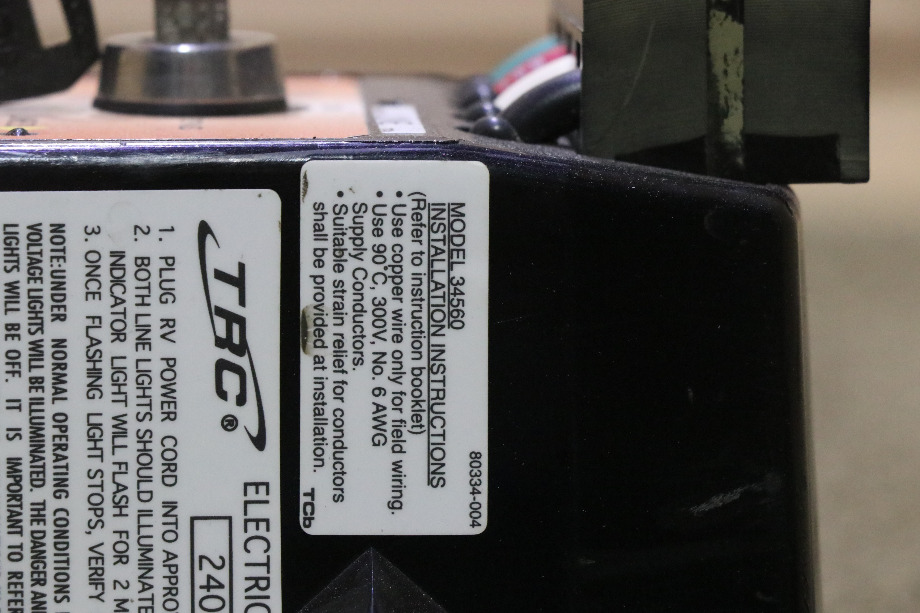 MODEL 34560
INSTALLATION INSTRUCTIONS
(Refer to instruction booklet)
• Use copper wire only for field wiring.
• Use 90°C, 300V, No. 6 AWG
Supply Conductors.
• Suitable strain relief for conductors
shall be provided at installation.
80334-004
TCb
TRC®
ELECTRIC
240
1. PLUG RV POWER CORD INTO APPRO
2. BOTH LINE LIGHTS SHOULD ILLUMINATE
INDICATOR LIGHT WILL FLASH FOR 2 M
3. ONCE FLASHING LIGHT STOPS, VERIFY
NOTE: UNDER NORMAL OPERATING CONDITIONS
VOLTAGE LIGHTS WILL BE ILLUMINATED. THE DANGER AN
LIGHTS WILL BE OFF. IT IS IMPORTANT TO REFER